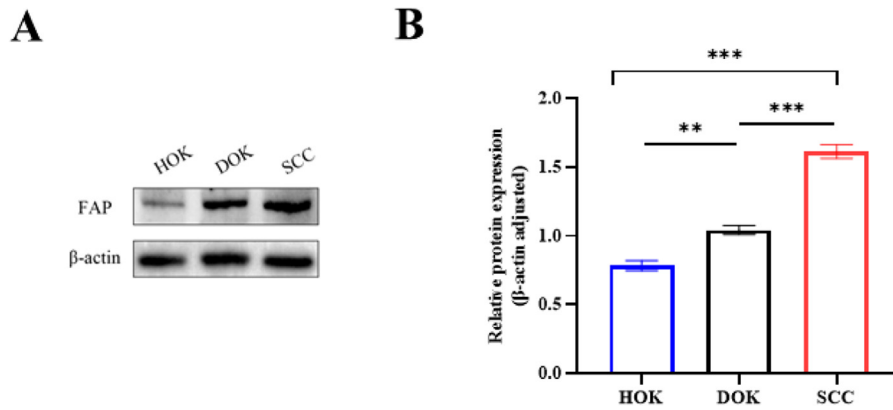 A
HOK DOK SCC
FAP
β-actin
B
***
** ***
Relative protein expression
(β-actin adjusted)
2.0
1.5
1.0
0.5
0.0
HOK DOK SCC